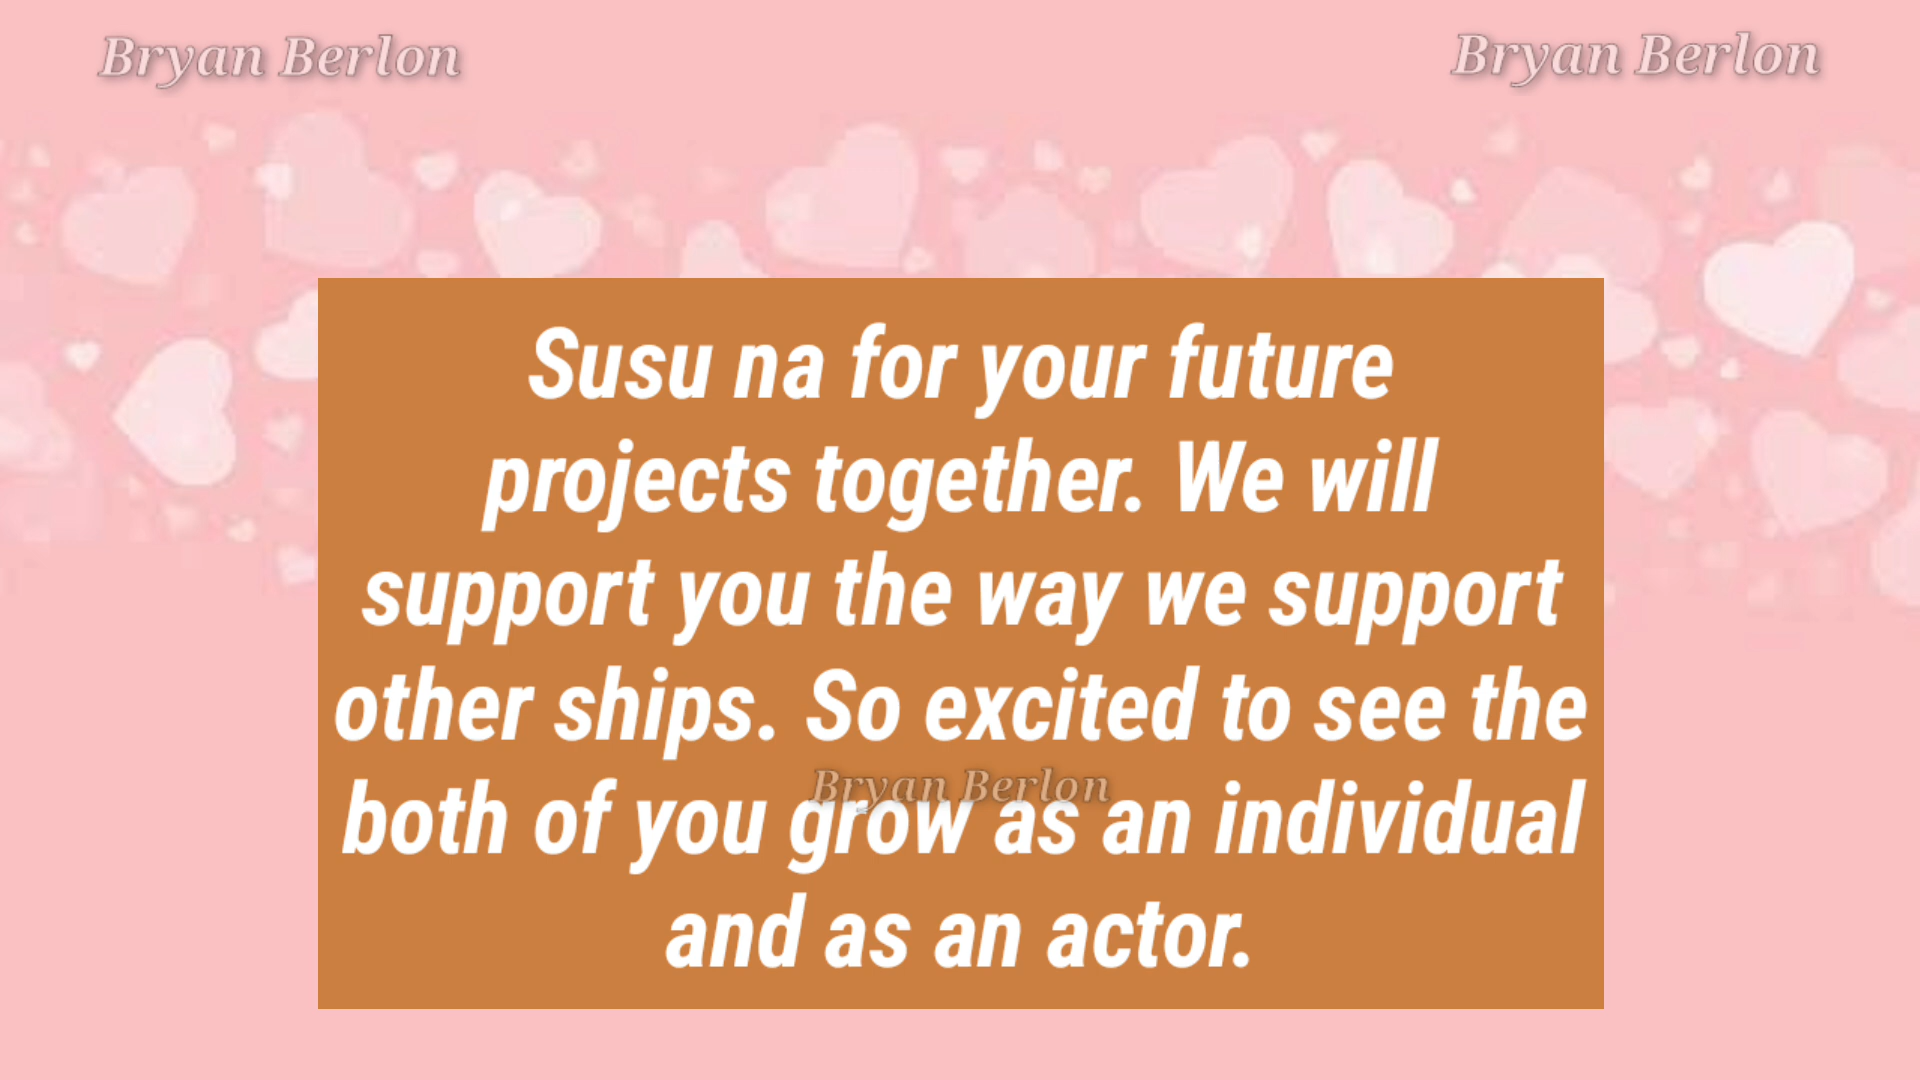 Bryan Berlon
Bryan Berlon
Susu na for your future
projects together. We will
support you the way we support
other ships. So excited to see the
Bryan Berlon
both of you grow as an individual
and as an actor.